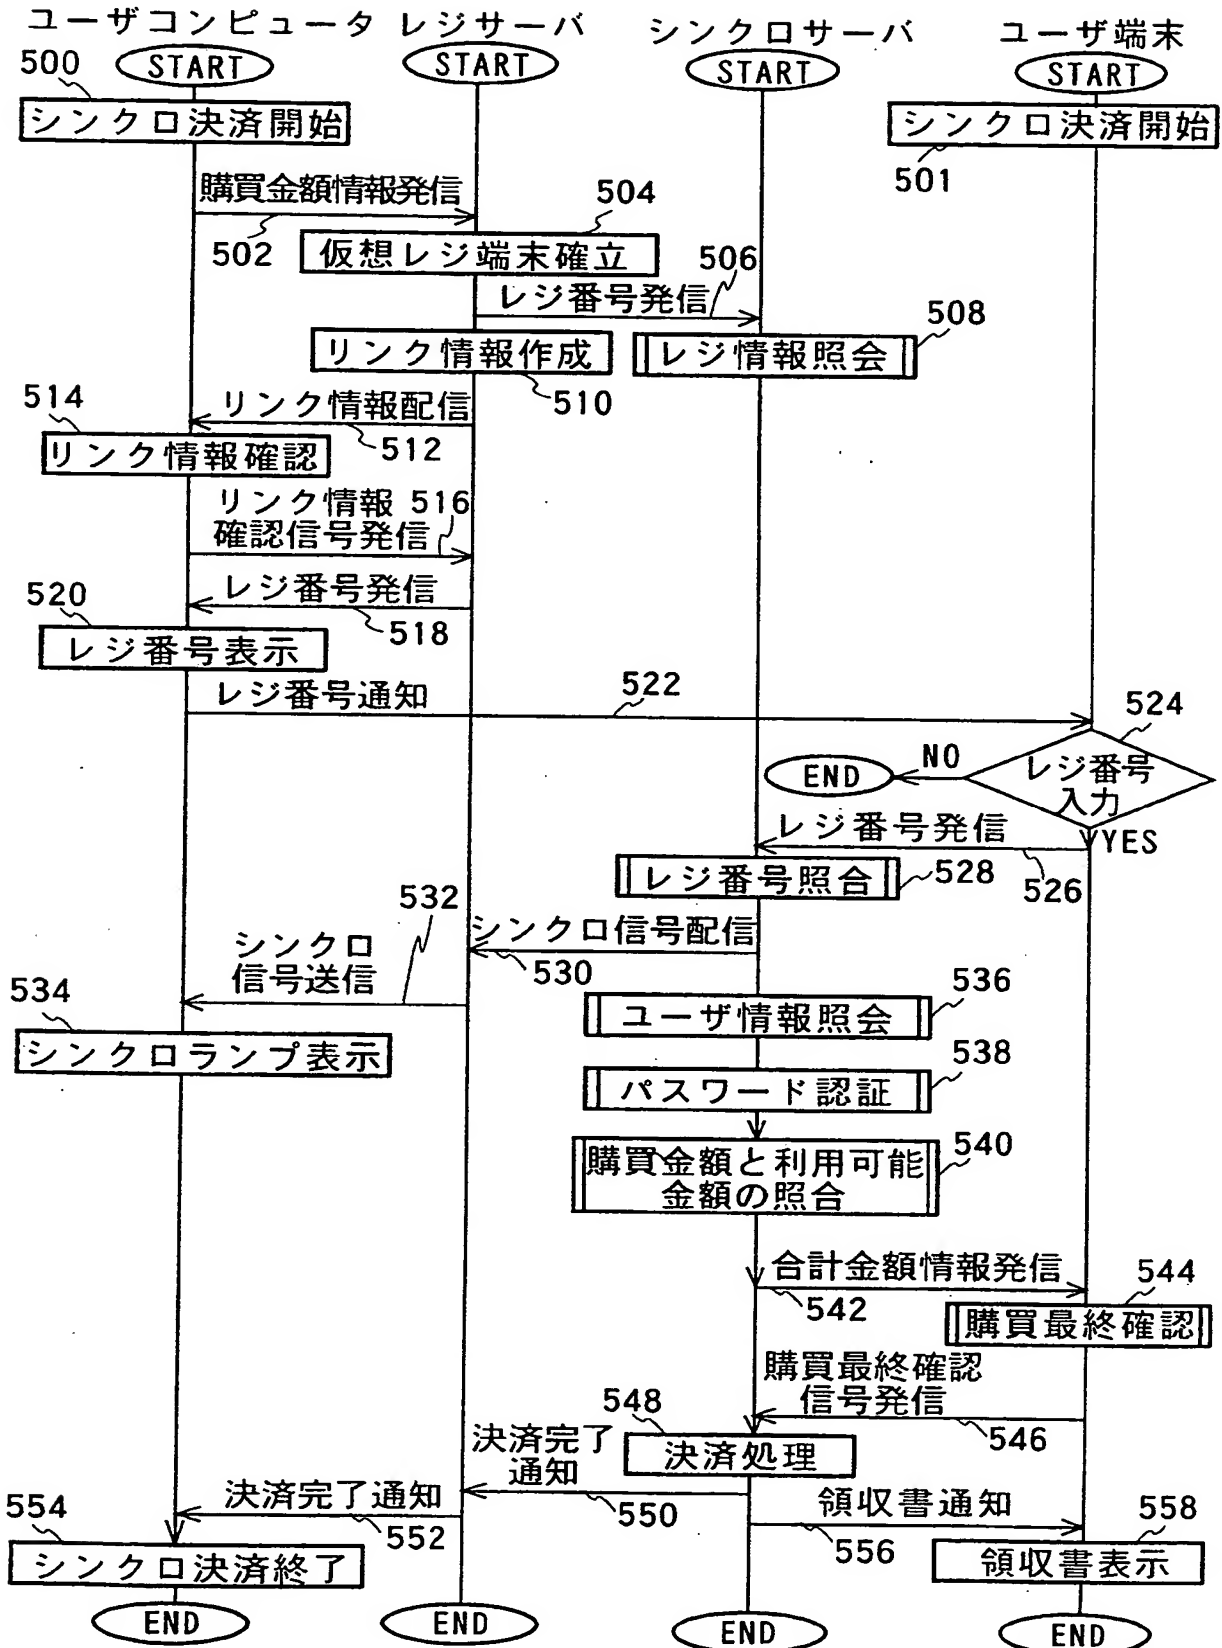 ユーザコンピュータ レジサーバ シンクロサーバ ユーザ端末
START START START START
500
シンクロ決済開始 シンクロ決済開始
501
購買金額情報発信
502
504
仮想レジ端末確立
506
レジ番号発信
508
リンク情報作成 レジ情報照会
510
514
リンク情報配信
512
リンク情報確認
リンク情報 516
確認信号発信
520
レジ番号発信
518
レジ番号表示
レジ番号通知
522
524
レジ番号
入力
NO
END
YES
レジ番号発信
526
レジ番号照合
528
532
シンクロ信号配信
530
シンクロ
信号送信
534
シンクロランプ表示
536
ユーザ情報照会
538
パスワード認証
540
購買金額と利用可能
金額の照合
合計金額情報発信
542
544
購買最終確認
購買最終確認
信号発信
546
548
決済処理
決済完了
通知
550
決済完了通知
552
554
シンクロ決済終了
領収書通知
556
558
領収書表示
END END END END